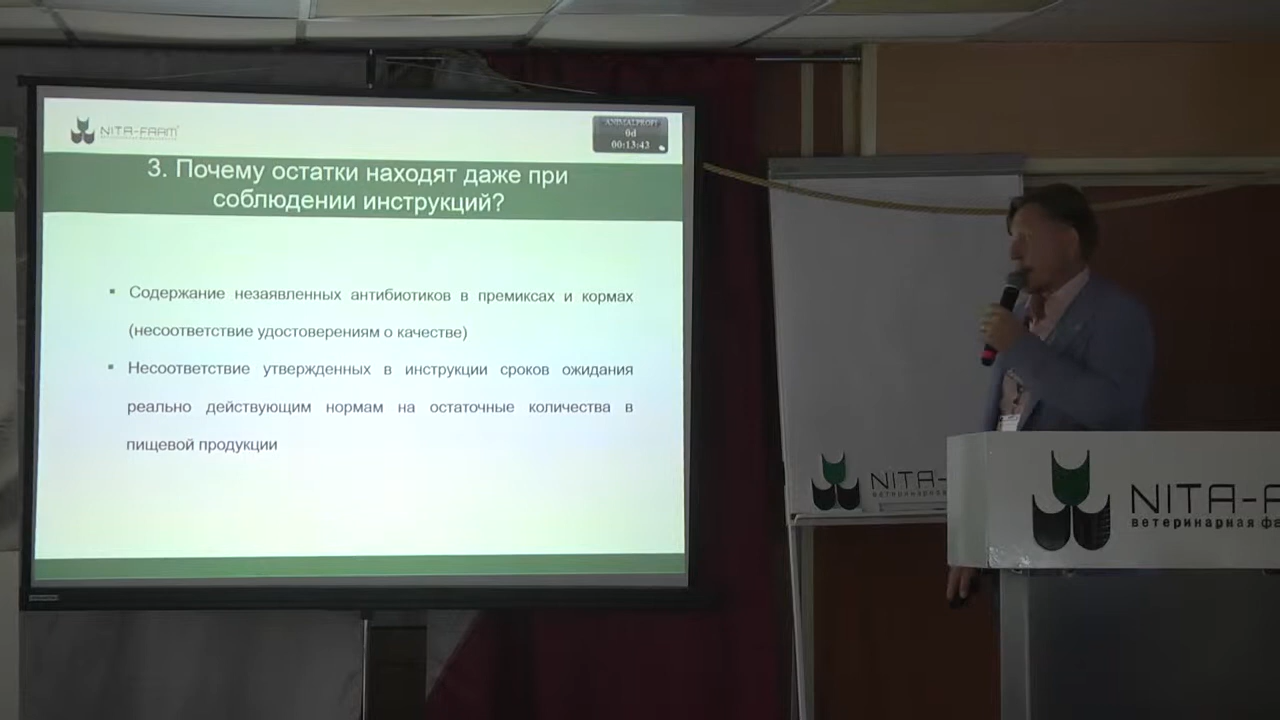 NITA-FARM
ANIMALPROFI
0d
00:13:43
3. Почему остатки находят даже при
соблюдении инструкций?
▪ Содержание незаявленных антибиотиков в премиксах и кормах
(несоответствие удостоверениям о качестве)
▪ Несоответствие утвержденных в инструкции сроков ожидания
реально действующим нормам на остаточные количества в
пищевой продукции
NITA-
ветеринарная
NITA-F
ветеринарная фа